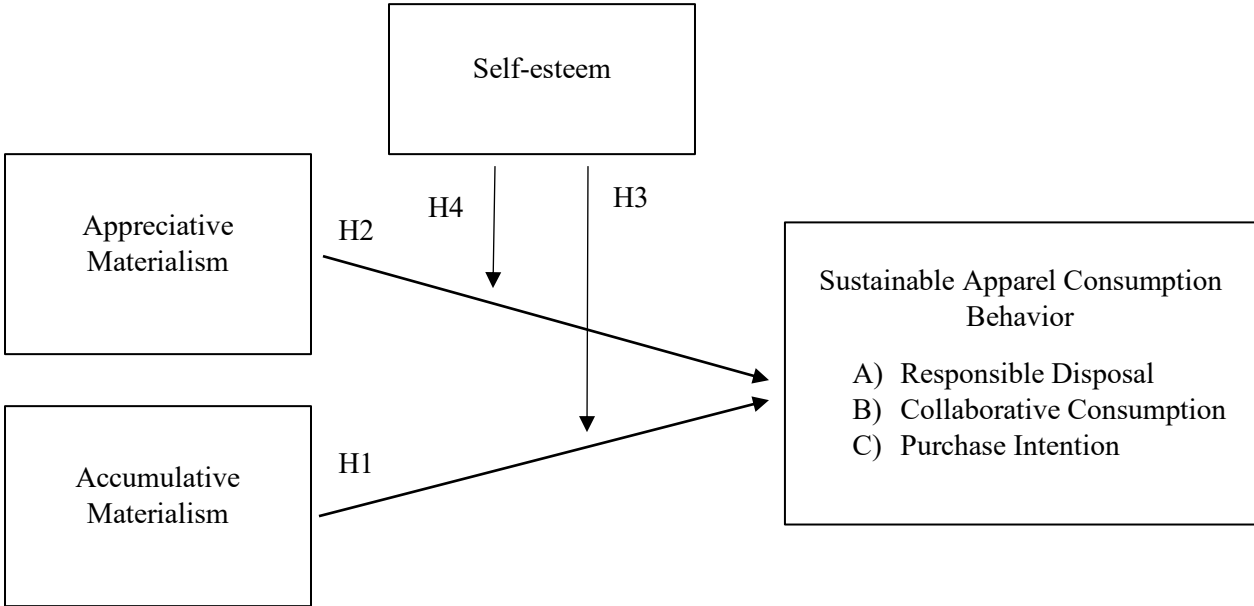 Self-esteem
H4
H3
Appreciative
Materialism
H2
Sustainable Apparel Consumption
Behavior
A) Responsible Disposal
B) Collaborative Consumption
C) Purchase Intention
Accumulative
Materialism
H1